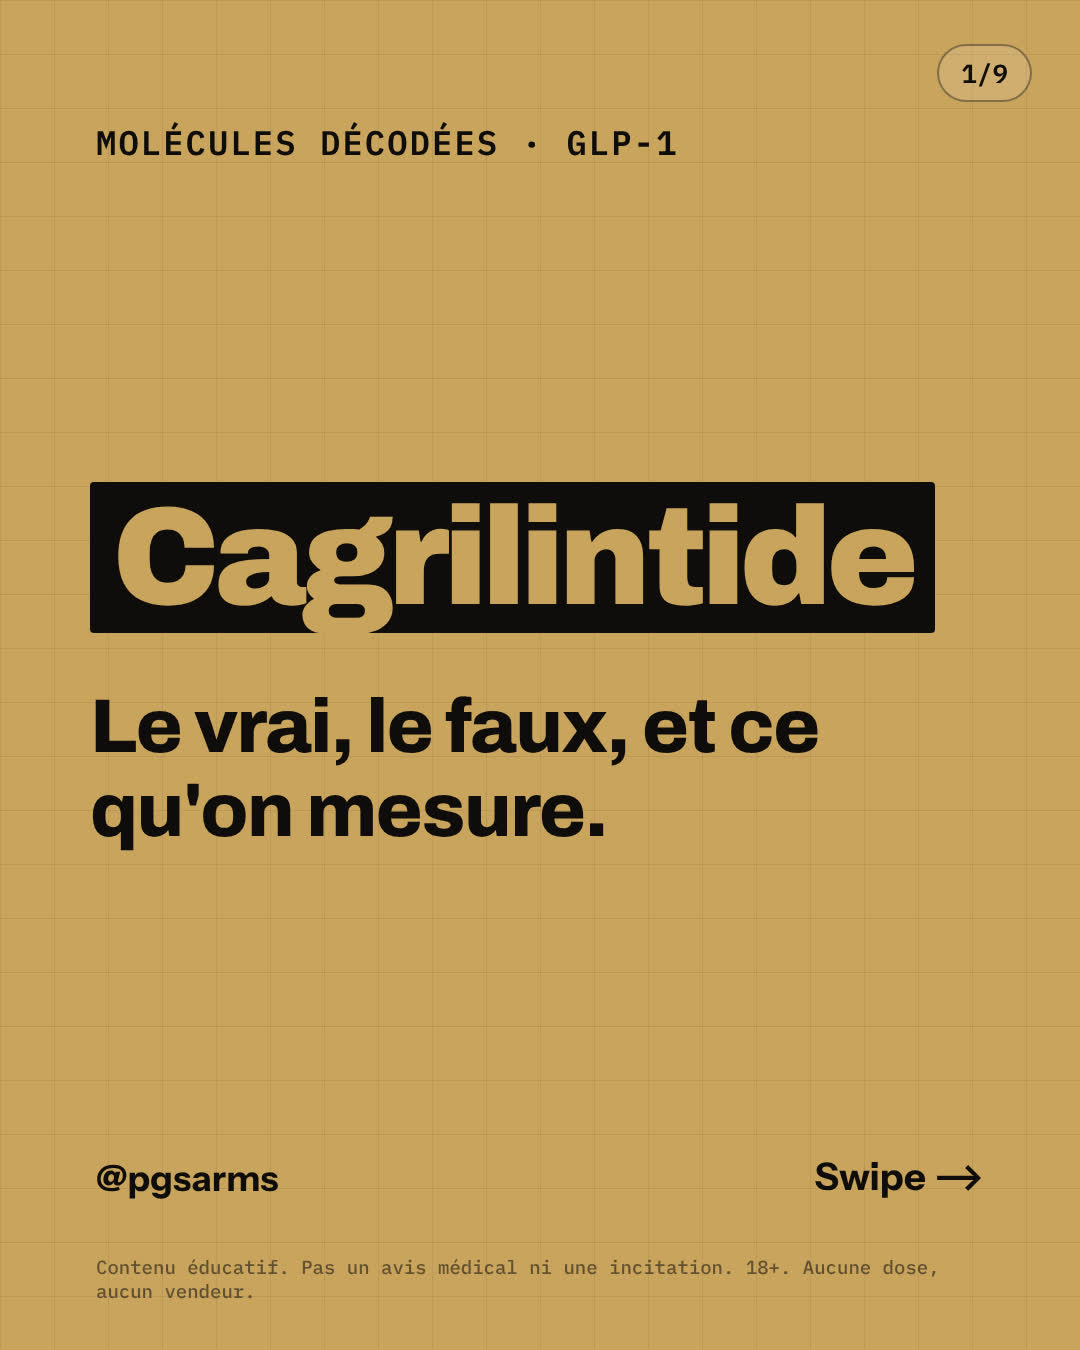 1/9
MOLÉCULES DÉCODÉES · GLP-1
Cagrilintide
Le vrai, le faux, et ce
qu'on mesure.
@pgsarms
Swipe →
Contenu éducatif. Pas un avis médical ni une incitation. 18+. Aucune dose,
aucun vendeur.